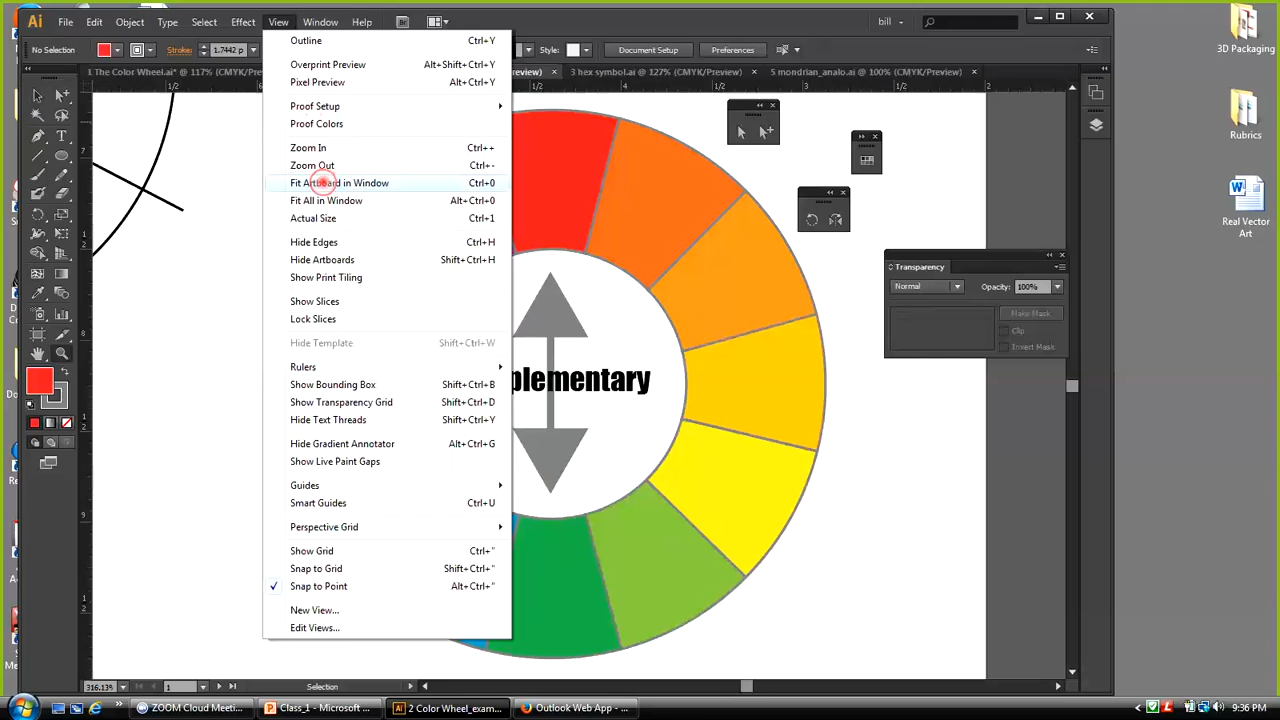 Ai File Edit Object Type Select Effect View Window Help Br bill
No Selection Stroke: 1.7442 p Style: Document Setup Preferences
1 The Color Wheel.ai* @ 117% (CMYK/Preview) review) 3 hex symbol.ai @ 127% (CMYK/Preview) 5 mondrian_analo.ai @ 100% (CMYK/Preview)
Outline Ctrl+Y
Overprint Preview Alt+Shift+Ctrl+Y
Pixel Preview Alt+Ctrl+Y
Proof Setup
Proof Colors
Zoom In Ctrl++
Zoom Out Ctrl+-
Fit Artboard in Window Ctrl+0
Fit All in Window Alt+Ctrl+0
Actual Size Ctrl+1
Hide Edges Ctrl+H
Hide Artboards Shift+Ctrl+H
Show Print Tiling
Show Slices
Lock Slices
Hide Template Shift+Ctrl+W
Rulers
Show Bounding Box Shift+Ctrl+B
Show Transparency Grid Shift+Ctrl+D
Hide Text Threads Shift+Ctrl+Y
Hide Gradient Annotator Alt+Ctrl+G
Show Live Paint Gaps
Guides
Smart Guides Ctrl+U
Perspective Grid
Show Grid Ctrl+"
Snap to Grid Shift+Ctrl+"
Snap to Point Alt+Ctrl+"
New View...
Edit Views...
plementary
Transparency
Normal Opacity: 100%
Make Mask
Clip
Invert Mask
3D Packaging
Rubrics
Real Vector
Art
316.13% 1 Selection
ZOOM Cloud Meeti... Class_1 - Microsoft ... 2 Color Wheel_exam... Outlook Web App - ... 9:36 PM